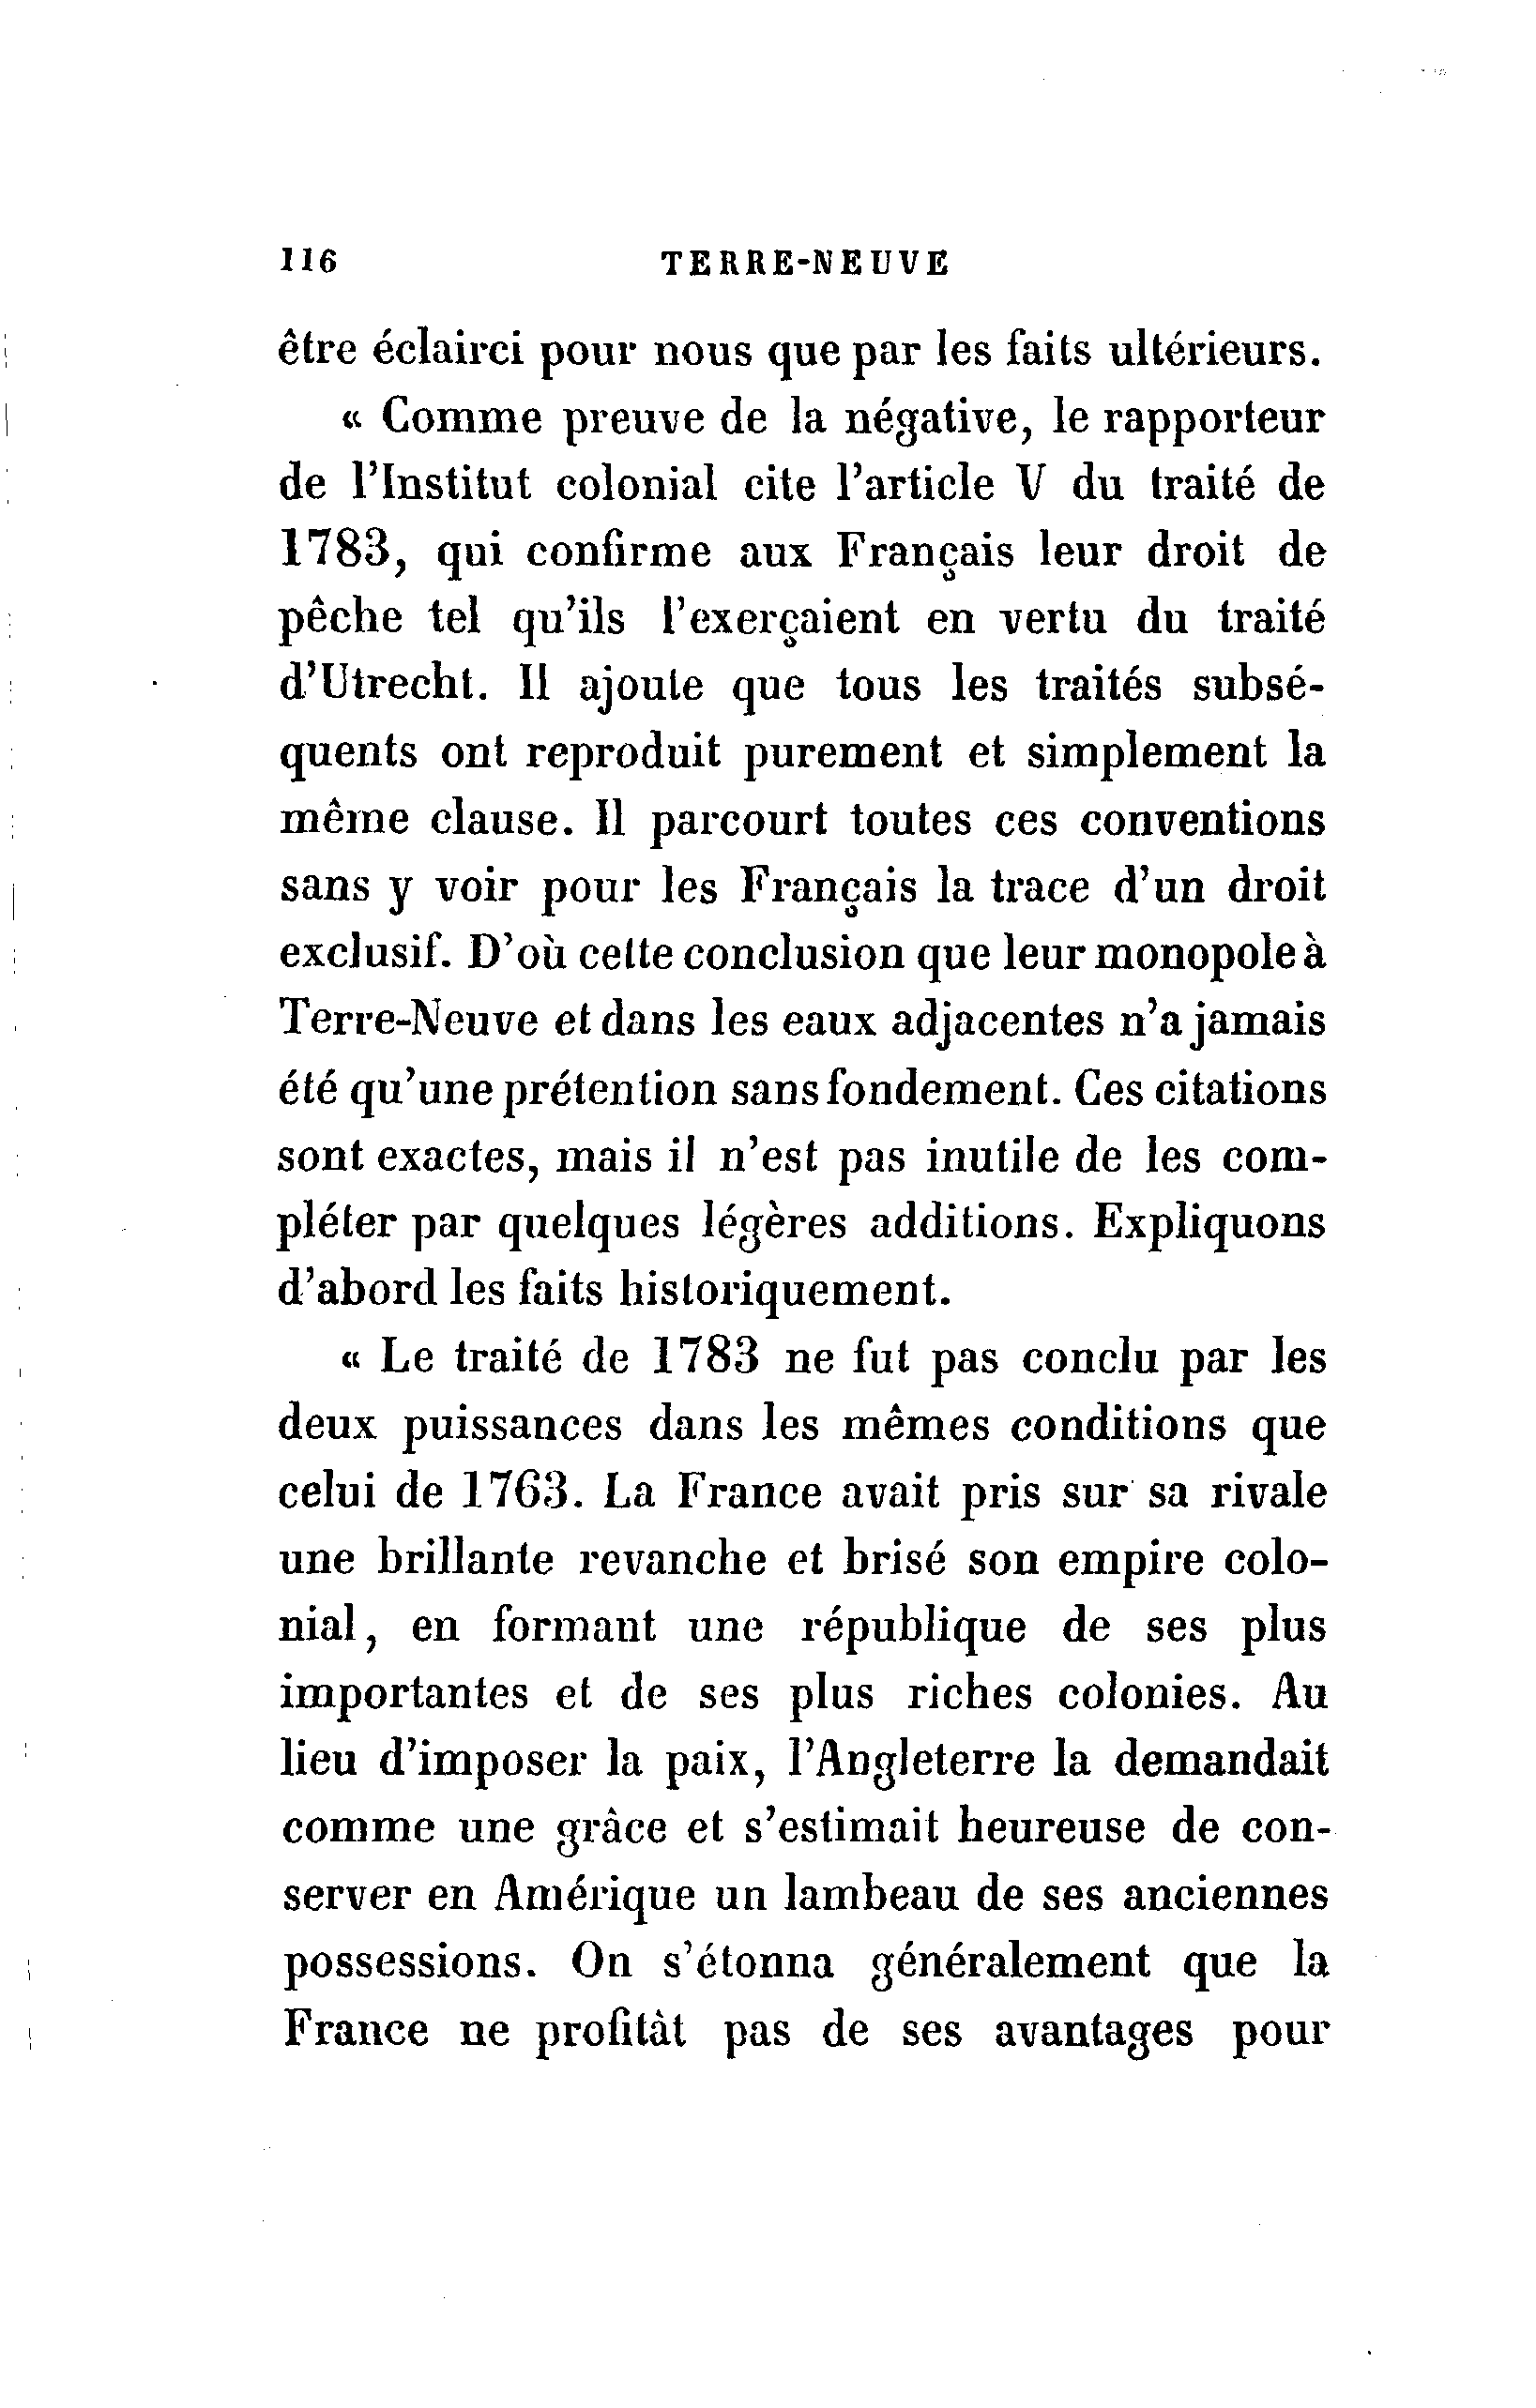 116 TERRE-NEUVE
être éclairci pour nous que par les faits ultérieurs.
« Comme preuve de la négative, le rapporteur
de l'Institut colonial cite l'article V du traité de
1783, qui confirme aux Français leur droit de
pêche tel qu'ils l'exerçaient en vertu du traité
d'Utrecht. Il ajoute que tous les traités subsé-
quents ont reproduit purement et simplement la
même clause. Il parcourt toutes ces conventions
sans y voir pour les Français la trace d'un droit
exclusif. D'où cette conclusion que leur monopole à
Terre-Neuve et dans les eaux adjacentes n'a jamais
été qu'une prétention sans fondement. Ces citations
sont exactes, mais il n'est pas inutile de les com-
pléter par quelques légères additions. Expliquons
d'abord les faits historiquement.
« Le traité de 1783 ne fut pas conclu par les
deux puissances dans les mêmes conditions que
celui de 1763. La France avait pris sur sa rivale
une brillante revanche et brisé son empire colo-
nial, en formant une république de ses plus
importantes et de ses plus riches colonies. Au
lieu d'imposer la paix, l'Angleterre la demandait
comme une grâce et s'estimait heureuse de con-
server en Amérique un lambeau de ses anciennes
possessions. On s'étonna généralement que la
France ne profitât pas de ses avantages pour